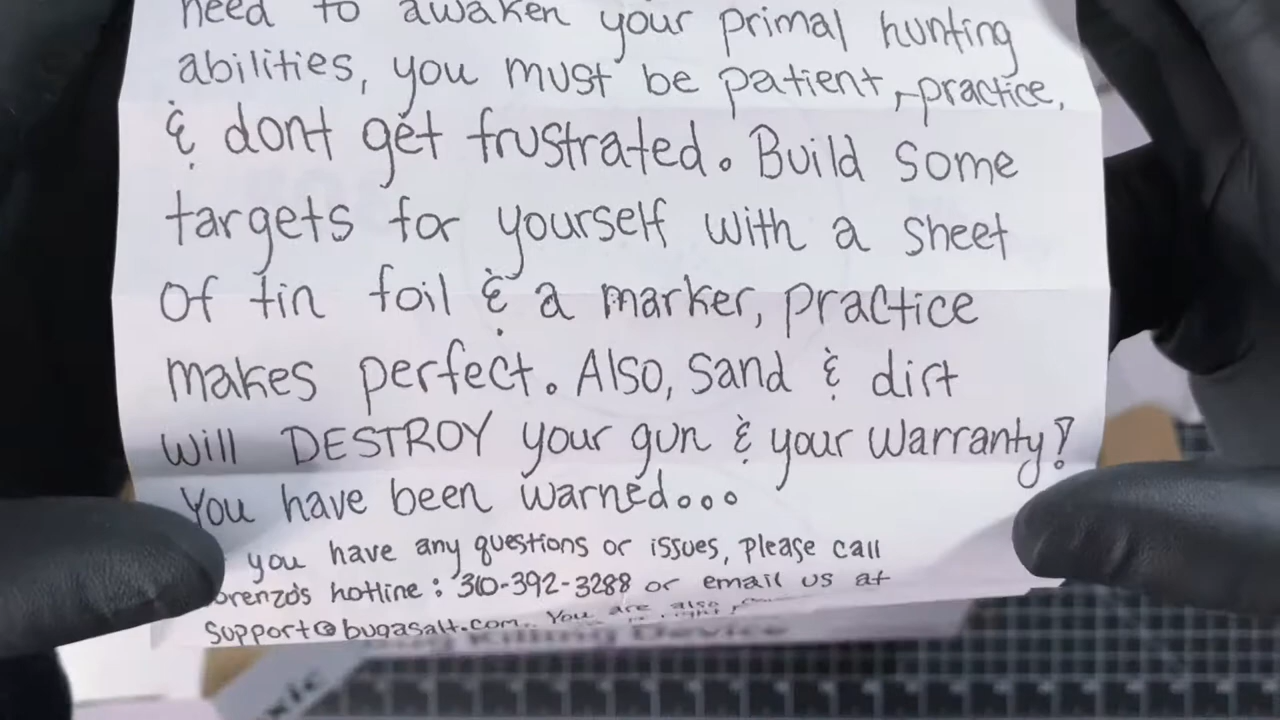 need to awaken your primal hunting
abilities, you must be patient, practice,
& dont get frustrated. Build some
targets for yourself with a sheet
of tin foil & a marker, practice
makes perfect. Also, sand & dirt
will DESTROY your gun & your warranty!
You have been warned...
you have any questions or issues, please call
orenzo's hotline: 310-392-3288 or email us at
support@bugasalt.com. You are also
Killing Device